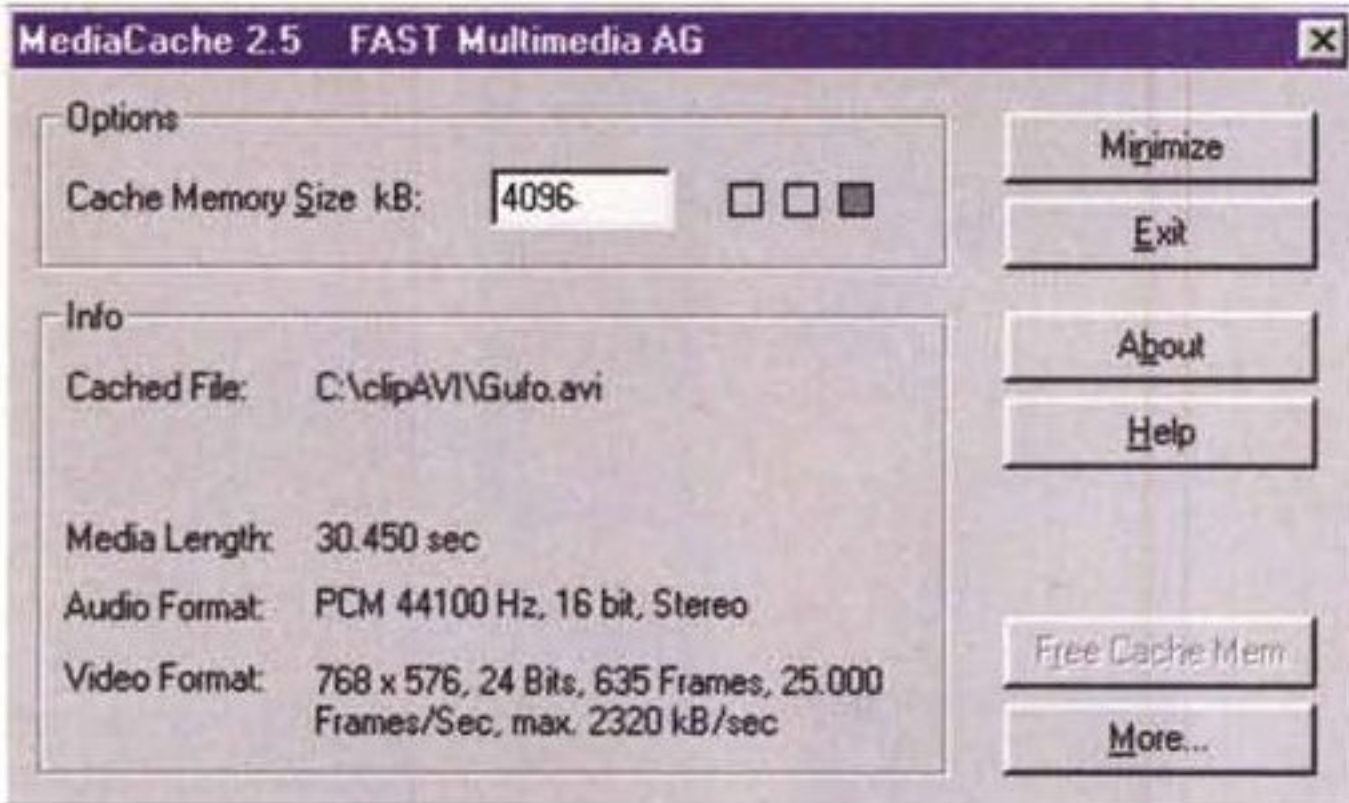 MediaCache 2.5 FAST Multimedia AG
Options
Cache Memory Size kB: 4096
Minimize
Exit
Info
Cached File: C:\clipAVI\Gufo.avi
About
Help
Media Length: 30.450 sec
Audio Format: PCM 44100 Hz, 16 bit, Stereo
Video Format: 768 x 576, 24 Bits, 635 Frames, 25.000
Frames/Sec, max. 2320 kB/sec
Free Cache Mem
More...